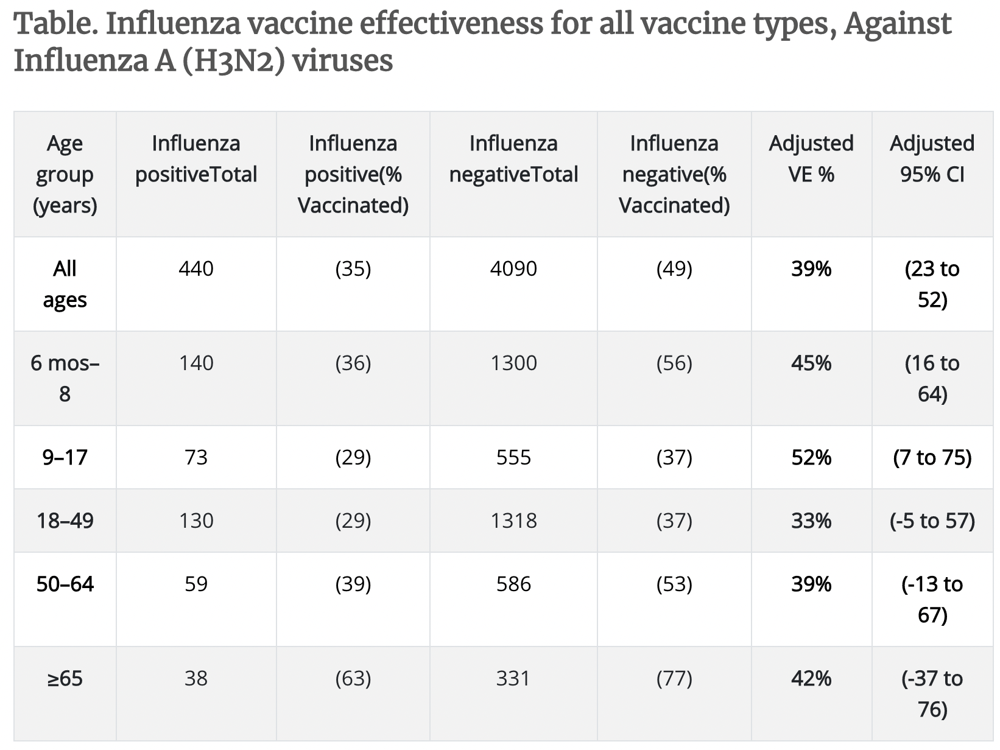 Table. Influenza vaccine effectiveness for all vaccine types, Against
Influenza A (H3N2) viruses
Age group (years) Influenza positiveTotal Influenza positive(% Vaccinated) Influenza negativeTotal Influenza negative(% Vaccinated) Adjusted VE % Adjusted 95% CI
All ages 440 (35) 4090 (49) 39% (23 to 52)
6 mos–8 140 (36) 1300 (56) 45% (16 to 64)
9–17 73 (29) 555 (37) 52% (7 to 75)
18–49 130 (29) 1318 (37) 33% (-5 to 57)
50–64 59 (39) 586 (53) 39% (-13 to 67)
≥65 38 (63) 331 (77) 42% (-37 to 76)